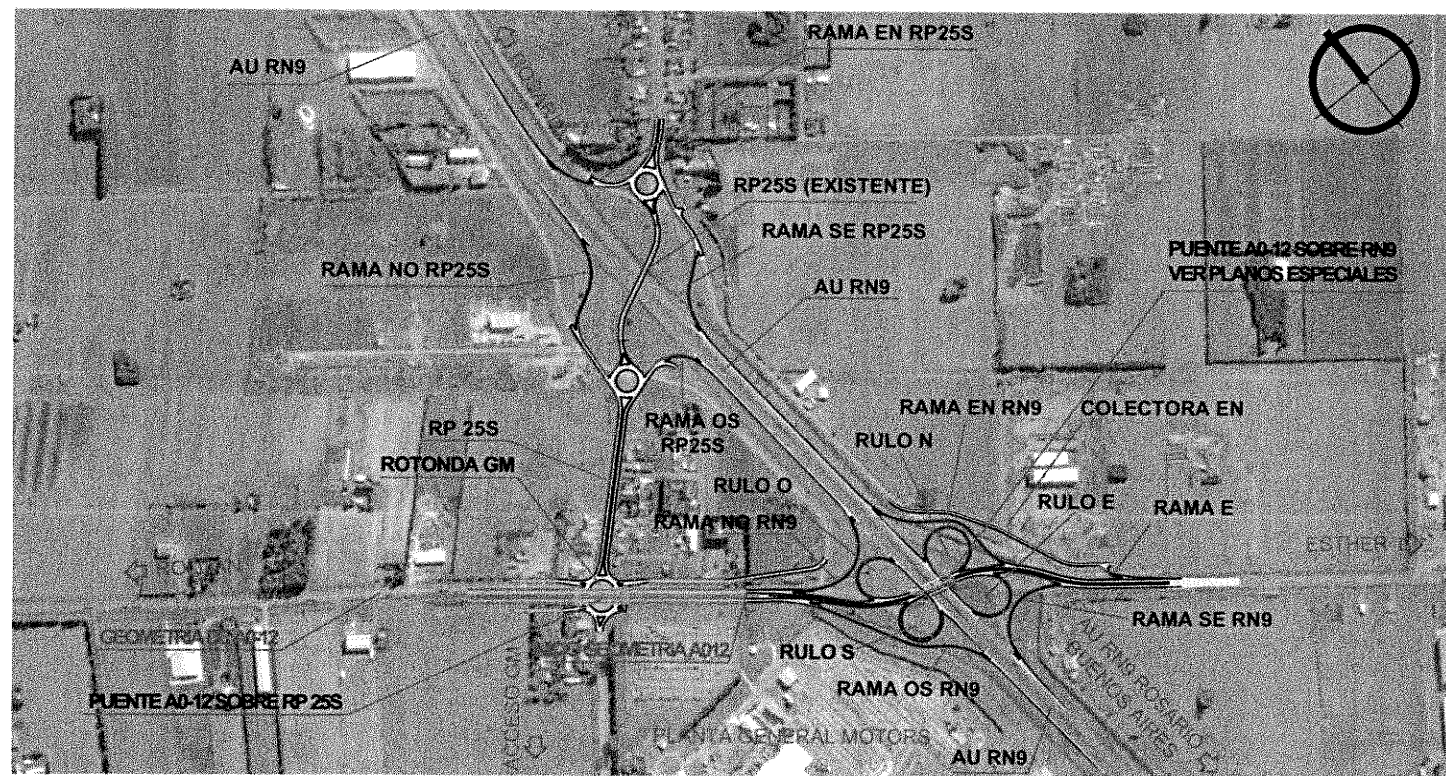 RAMA EN RP25S
AU RN9
RP25S (EXISTENTE)
RAMA SE RP25S
PUENTE A0-12 SOBRE RN9
VER PLANOS ESPECIALES
RAMA NO RP25S
AU RN9
RAMA EN RN9
COLECTORA EN
RP 25S
RAMA OS
RP25S
RULO N
ROTONDA GM
RULO O
RULO E
RAMA E
RAMA NO RN9
ESTHER
RAMA SE RN9
GEOMETRIA
GEOMETRIA A012
RULO S
AU RN9 ROSARIO
BUENOS AIRES
PUENTE A0-12 SOBRE RP 25S
RAMA OS RN9
ACCESO GM
PLANTA GENERAL MOTORS
AU RN9